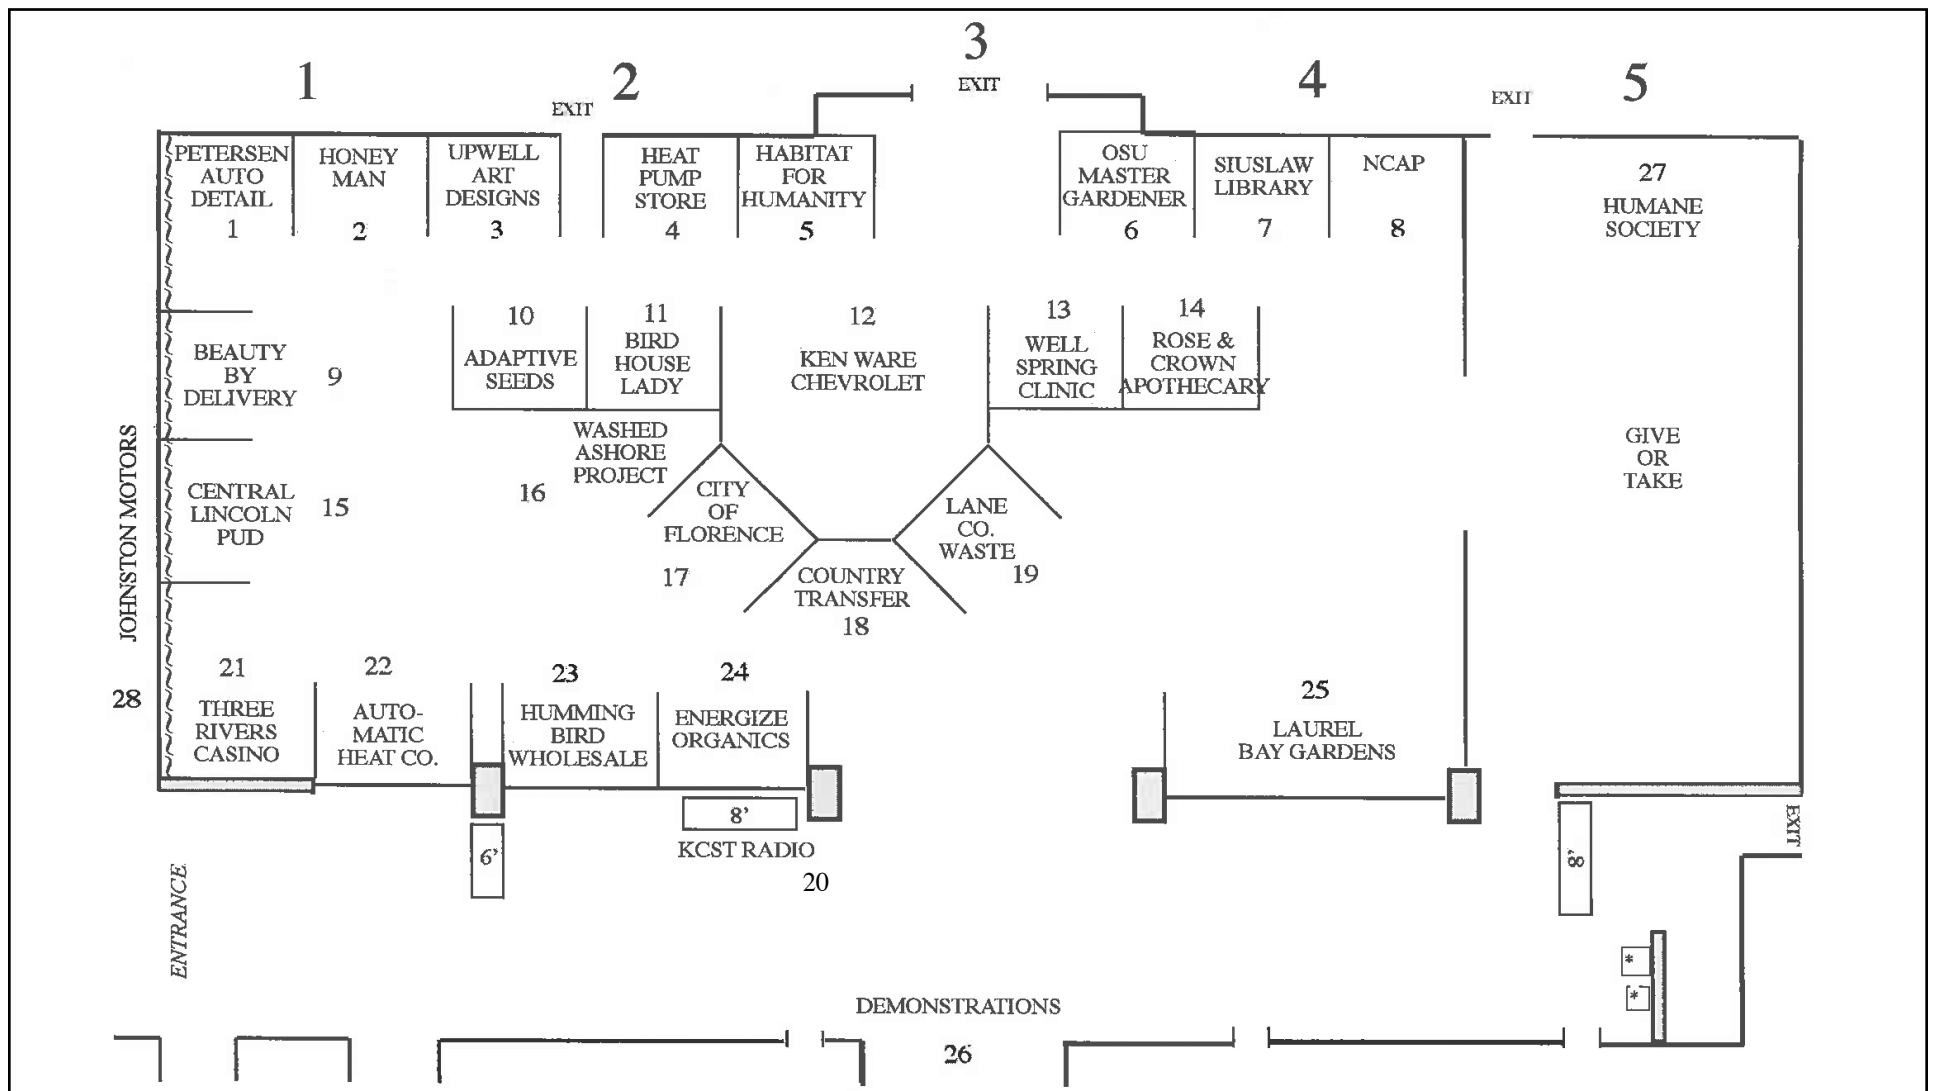 3
1
2
4
5
EXIT
EXIT
EXIT
PETERSEN
AUTO
DETAIL
1
HONEY
MAN
2
UPWELL
ART
DESIGNS
3
HEAT
PUMP
STORE
4
HABITAT
FOR
HUMANITY
5
OSU
MASTER
GARDENER
6
SIUSLAW
LIBRARY
7
NCAP
8
27
HUMANE
SOCIETY
BEAUTY
BY
DELIVERY
9
10
ADAPTIVE
SEEDS
11
BIRD
HOUSE
LADY
12
KEN WARE
CHEVROLET
13
WELL
SPRING
CLINIC
14
ROSE &
CROWN
APOTHECARY
JOHNSTON MOTORS
28
CENTRAL
LINCOLN
PUD
15
WASHED
ASHORE
PROJECT
16
CITY
OF
FLORENCE
17
COUNTRY
TRANSFER
18
LANE
CO.
WASTE
19
GIVE
OR
TAKE
21
THREE
RIVERS
CASINO
22
AUTO-
MATIC
HEAT CO.
23
HUMMING
BIRD
WHOLESALE
24
ENERGIZE
ORGANICS
25
LAUREL
BAY GARDENS
8'
6'
KCST RADIO
20
8'
EXIT
ENTRANCE
*
*
DEMONSTRATIONS
26